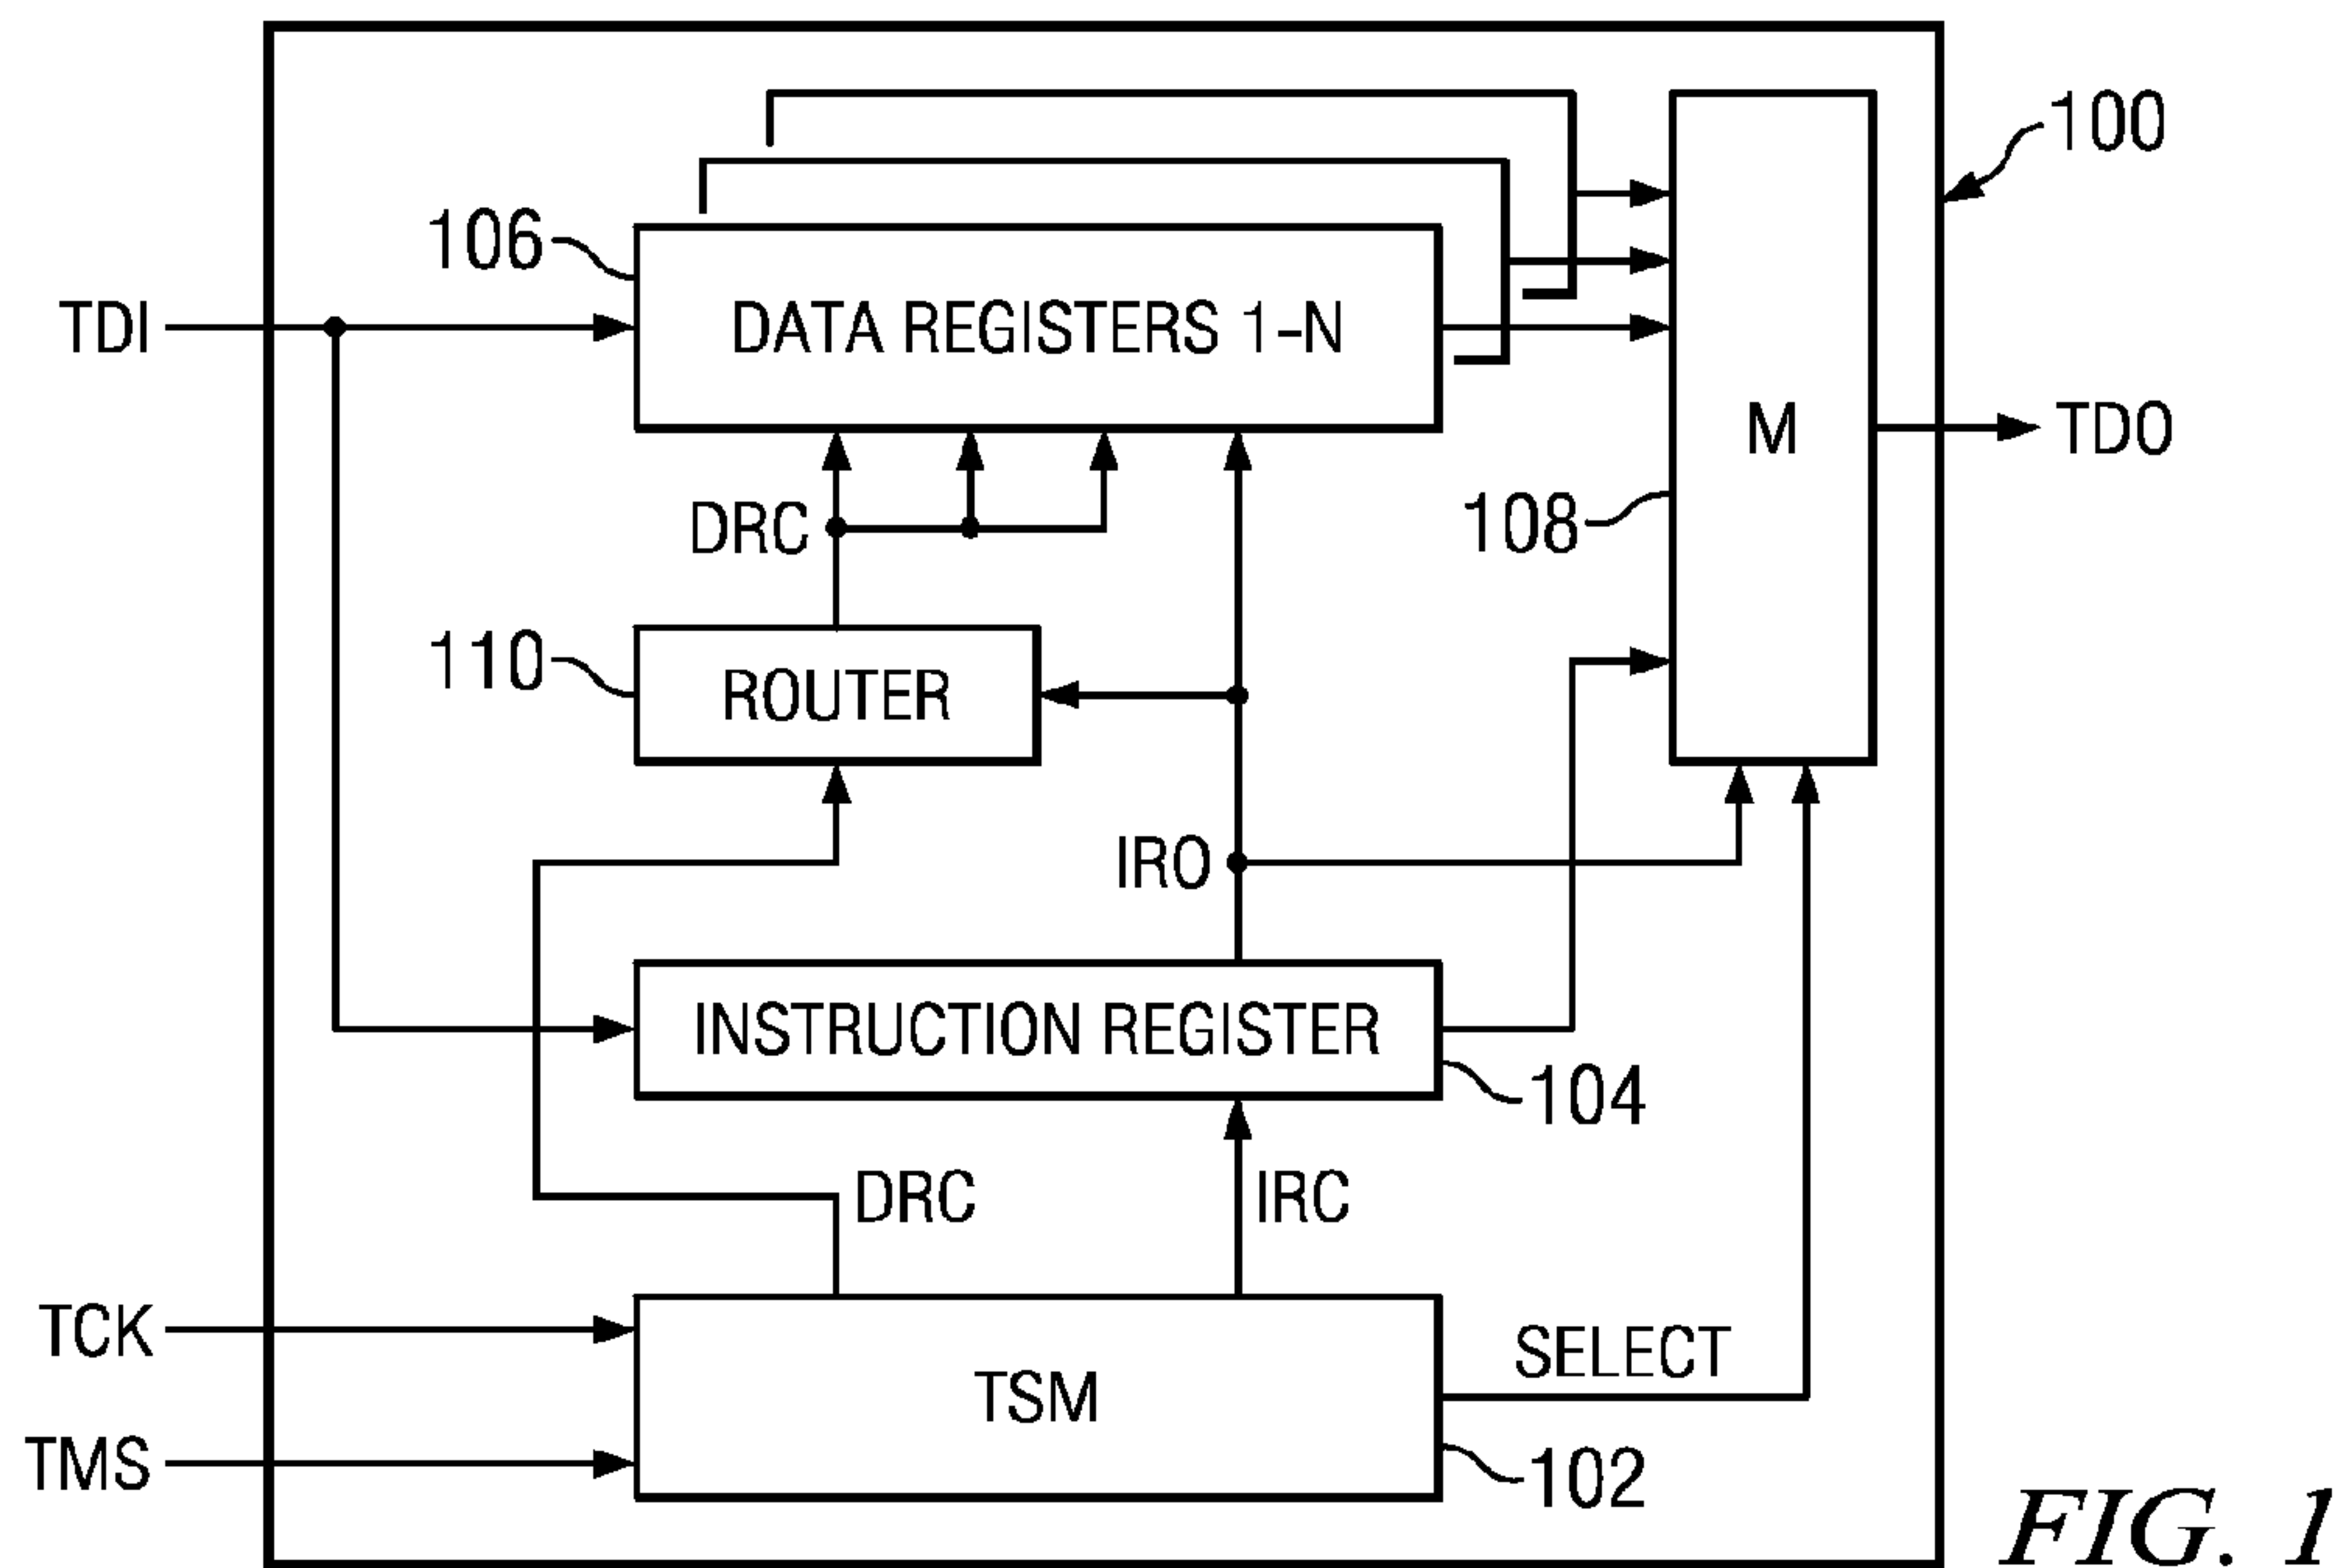 100
106
TDI
DATA REGISTERS 1-N
M
TDO
DRC
108
110
ROUTER
IRO
INSTRUCTION REGISTER
104
DRC
IRC
TCK
SELECT
TSM
TMS
102
FIG. 1